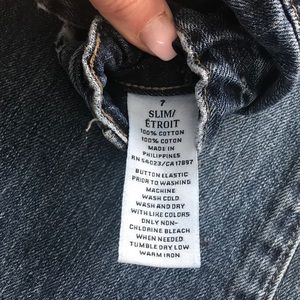 7
SLIM/
ÉTROIT
100% COTTON
100% COTTON
MADE IN
PHILIPPINES
RN 54023/CA 17897
BUTTON ELASTIC
PRIOR TO WASHING
MACHINE
WASH COLD
WASH AND DRY
WITH LIKE COLORS
ONLY NON-
CHLORINE BLEACH
WHEN NEEDED
TUMBLE DRY LOW
WARM IRON